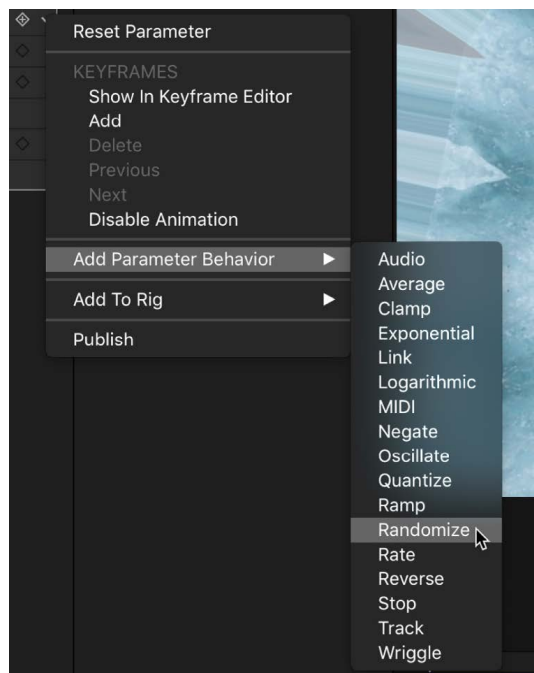 Reset Parameter
KEYFRAMES
Show In Keyframe Editor
Add
Delete
Previous
Next
Disable Animation
Add Parameter Behavior
Add To Rig
Publish
Audio
Average
Clamp
Exponential
Link
Logarithmic
MIDI
Negate
Oscillate
Quantize
Ramp
Randomize
Rate
Reverse
Stop
Track
Wriggle